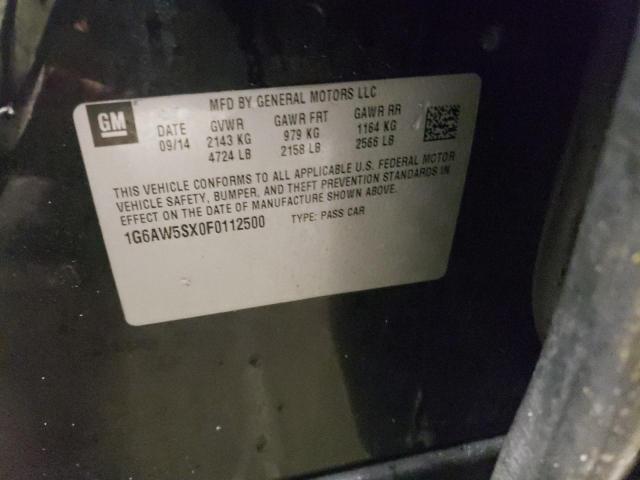 GM
MFD BY GENERAL MOTORS LLC
DATE GVWR GAWR FRT GAWR RR
09/14 2143 KG 979 KG 1164 KG
4724 LB 2158 LB 2566 LB
THIS VEHICLE CONFORMS TO ALL APPLICABLE U.S. FEDERAL MOTOR
VEHICLE SAFETY, BUMPER, AND THEFT PREVENTION STANDARDS IN
EFFECT ON THE DATE OF MANUFACTURE SHOWN ABOVE.
1G6AW5SX0F0112500 TYPE: PASS CAR